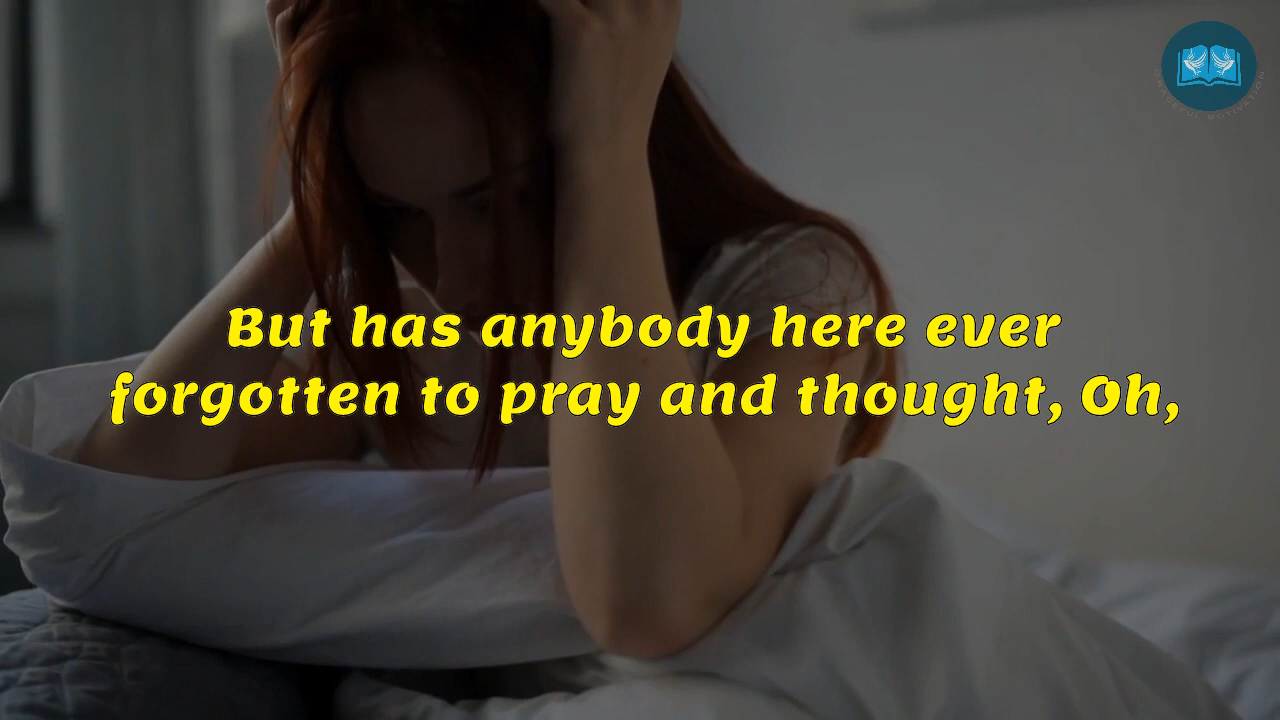 But has anybody here ever
forgotten to pray and thought, Oh,